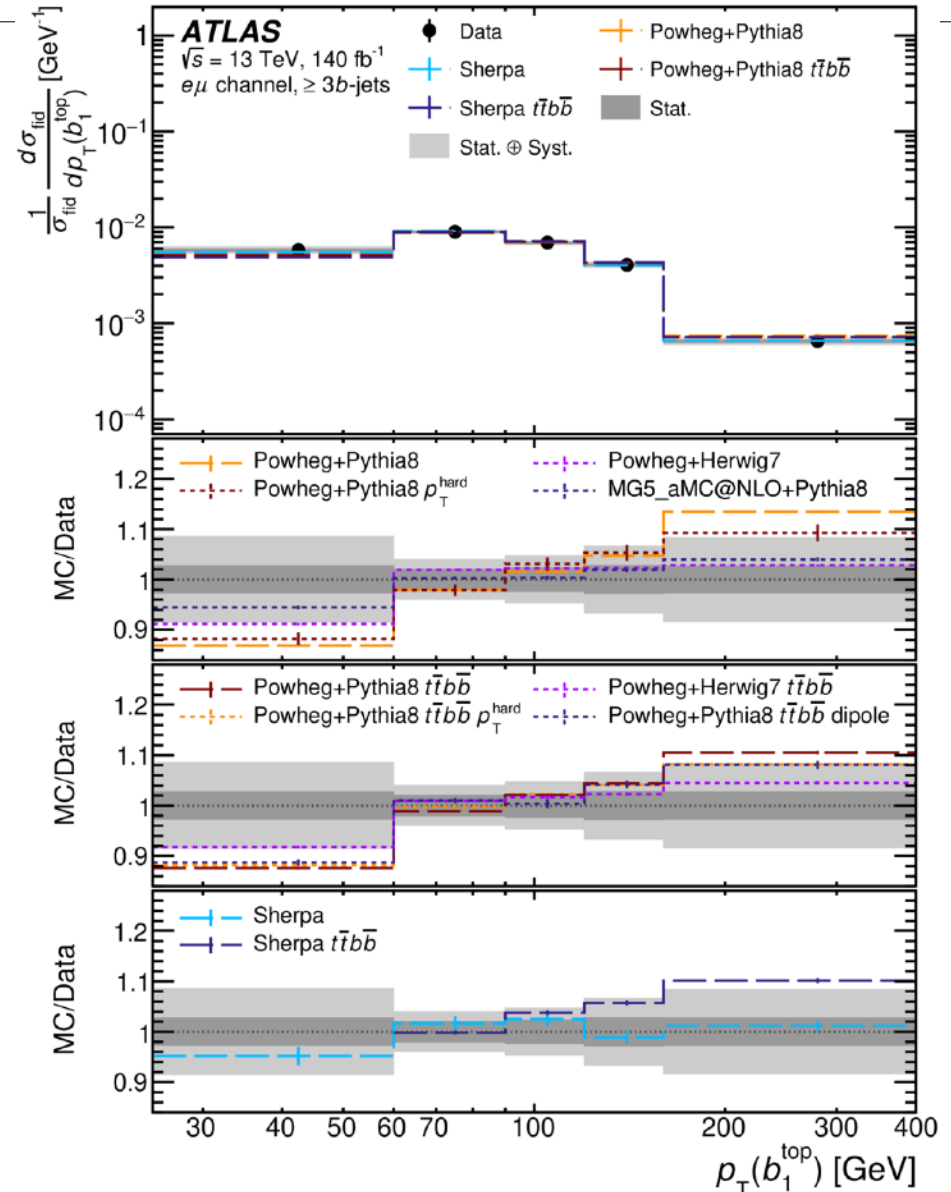 ATLAS
√s = 13 TeV, 140 fb⁻¹
eμ channel, ≥ 3b-jets
Data
Sherpa
Sherpa tt̄bb̄
Stat. ⊕ Syst.
Powheg+Pythia8
Powheg+Pythia8 tt̄bb̄
Stat.
1/σ_fid dσ_fid/dp_T(b₁^top) [GeV⁻¹]
1
10⁻¹
10⁻²
10⁻³
10⁻⁴
Powheg+Pythia8
Powheg+Pythia8 p_T^hard
Powheg+Herwig7
MG5_aMC@NLO+Pythia8
MC/Data
1.2
1.1
1
0.9
Powheg+Pythia8 tt̄bb̄
Powheg+Pythia8 tt̄bb̄ p_T^hard
Powheg+Herwig7 tt̄bb̄
Powheg+Pythia8 tt̄bb̄ dipole
MC/Data
1.2
1.1
1
0.9
Sherpa
Sherpa tt̄bb̄
MC/Data
1.2
1.1
1
0.9
30 40 50 60 70 100 200 300 400
p_T(b₁^top) [GeV]